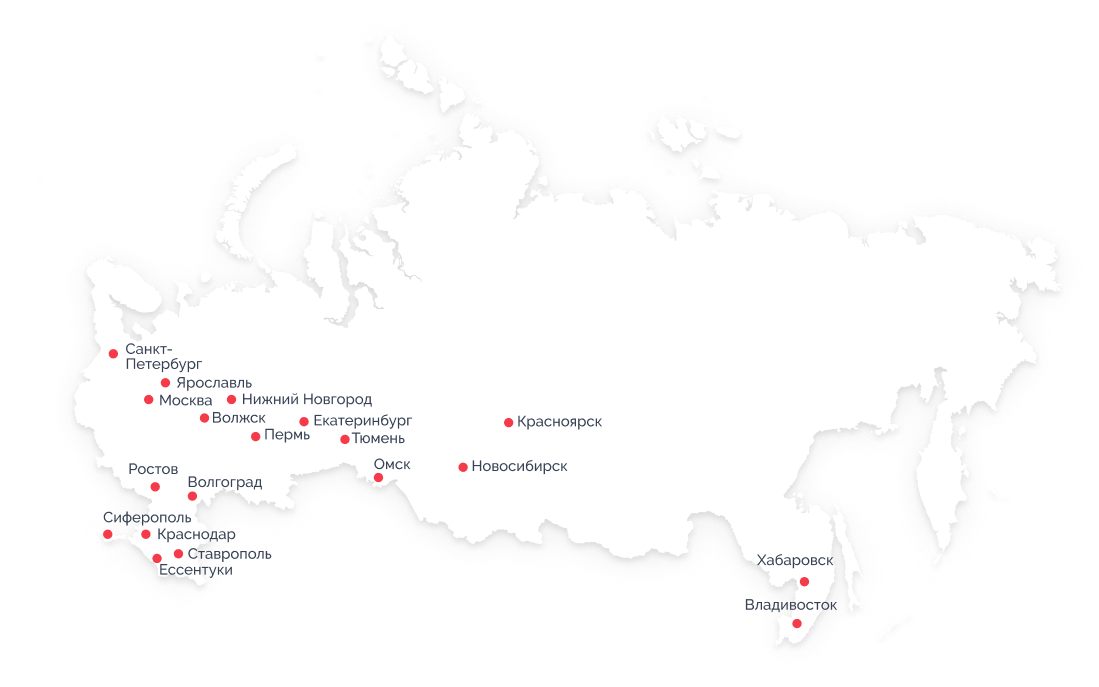 Санкт-
Петербург
Ярославль
Москва
Нижний Новгород
Волжск
Екатеринбург
Красноярск
Пермь
Тюмень
Омск
Новосибирск
Ростов
Волгоград
Сиферополь
Краснодар
Ставрополь
Ессентуки
Хабаровск
Владивосток